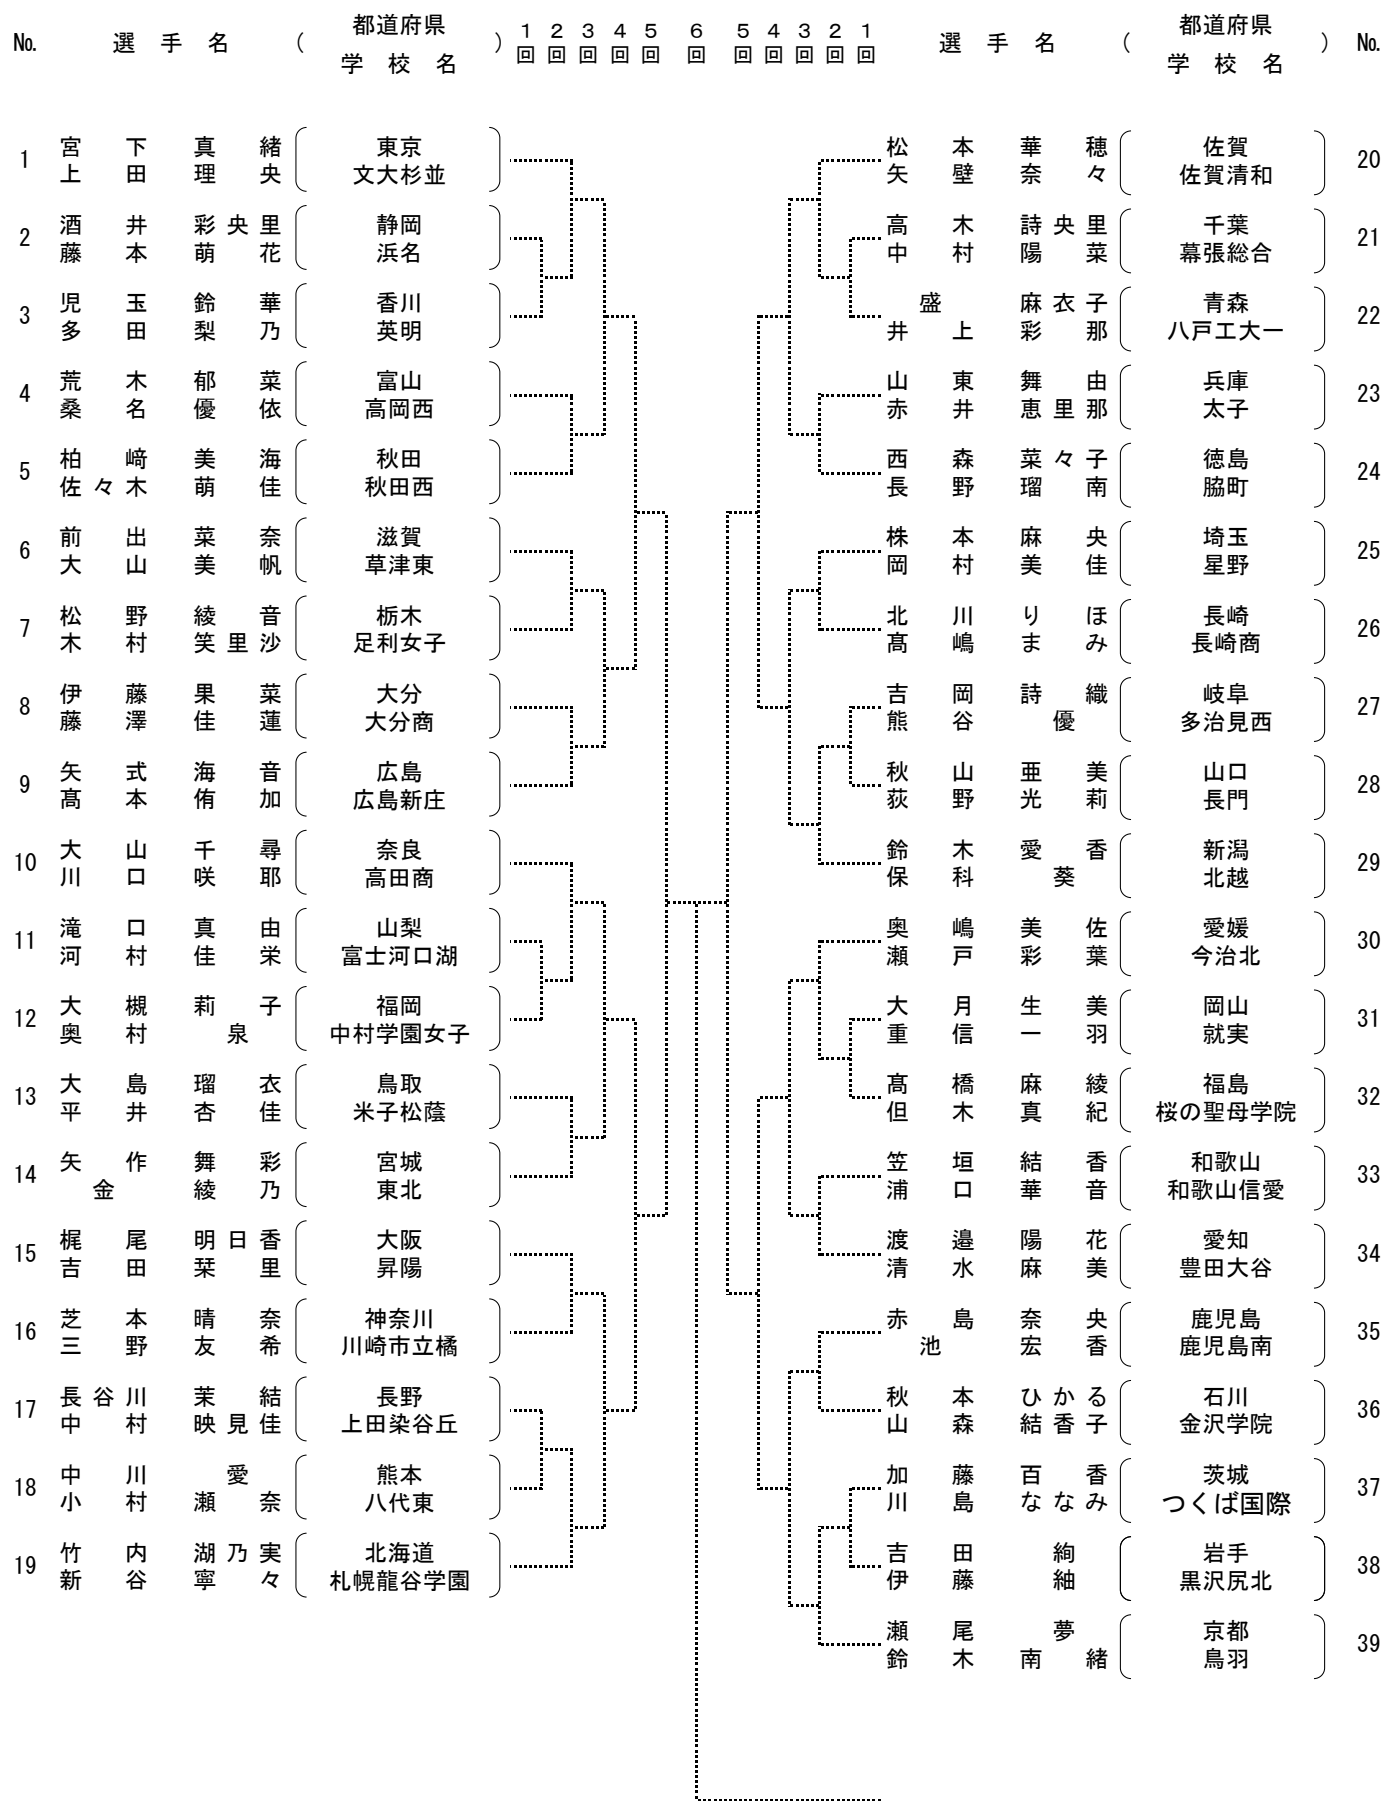 No. 選手名 ( 都道府県 学校名 ) 1回 2回 3回 4回 5回 6回 5回 4回 3回 2回 1回 選手名 ( 都道府県 学校名 ) No.
1 宮下真緒 (東京)
上田理央 (文大杉並)
2 酒井彩央里 (静岡)
藤本萌花 (浜名)
3 児玉鈴華 (香川)
多田梨乃 (英明)
4 荒木郁菜 (富山)
桑名優依 (高岡西)
5 柏﨑美海 (秋田)
佐々木萌佳 (秋田西)
6 前出菜奈 (滋賀)
大山美帆 (草津東)
7 松野綾音 (栃木)
木村笑里沙 (足利女子)
8 伊藤果菜 (大分)
藤澤佳蓮 (大分商)
9 矢式海音 (広島)
髙本侑加 (広島新庄)
10 大山千尋 (奈良)
川口咲耶 (高田商)
11 滝口真由 (山梨)
河村佳栄 (富士河口湖)
12 大槻莉子 (福岡)
奥村泉 (中村学園女子)
13 大島瑠衣 (鳥取)
平井杏佳 (米子松蔭)
14 矢作舞彩 (宮城)
金綾乃 (東北)
15 梶尾明日香 (大阪)
吉田栞里 (昇陽)
16 芝本晴奈 (神奈川)
三野友希 (川崎市立橘)
17 長谷川茉結 (長野)
中村映見佳 (上田染谷丘)
18 中川愛 (熊本)
小村瀬奈 (八代東)
19 竹内湖乃実 (北海道)
新谷寧々 (札幌龍谷学園)
松本華穂 (佐賀) 20
矢壁奈々 (佐賀清和)
高木詩央里 (千葉) 21
中村陽菜 (幕張総合)
盛麻衣子 (青森) 22
井上彩那 (八戸工大一)
山東舞由 (兵庫) 23
赤井恵里那 (太子)
西森菜々子 (徳島) 24
長野瑠南 (脇町)
株本麻央 (埼玉) 25
岡村美佳 (星野)
北川りほ (長崎) 26
髙嶋まみ (長崎商)
吉岡詩織 (岐阜) 27
熊谷優 (多治見西)
秋山亜美 (山口) 28
荻野光莉 (長門)
鈴木愛香 (新潟) 29
保科葵 (北越)
奥嶋美佐 (愛媛) 30
瀬戸彩葉 (今治北)
大月生美 (岡山) 31
重信一羽 (就実)
髙橋麻綾 (福島) 32
但木真紀 (桜の聖母学院)
笠垣結香 (和歌山) 33
浦口華音 (和歌山信愛)
渡邉陽花 (愛知) 34
清水麻美 (豊田大谷)
赤島奈央 (鹿児島) 35
池宏香 (鹿児島南)
秋本ひかる (石川) 36
山森結香子 (金沢学院)
加藤百香 (茨城) 37
川島ななみ (つくば国際)
吉田絢 (岩手) 38
伊藤紬 (黒沢尻北)
瀬尾夢 (京都) 39
鈴木南緒 (鳥羽)